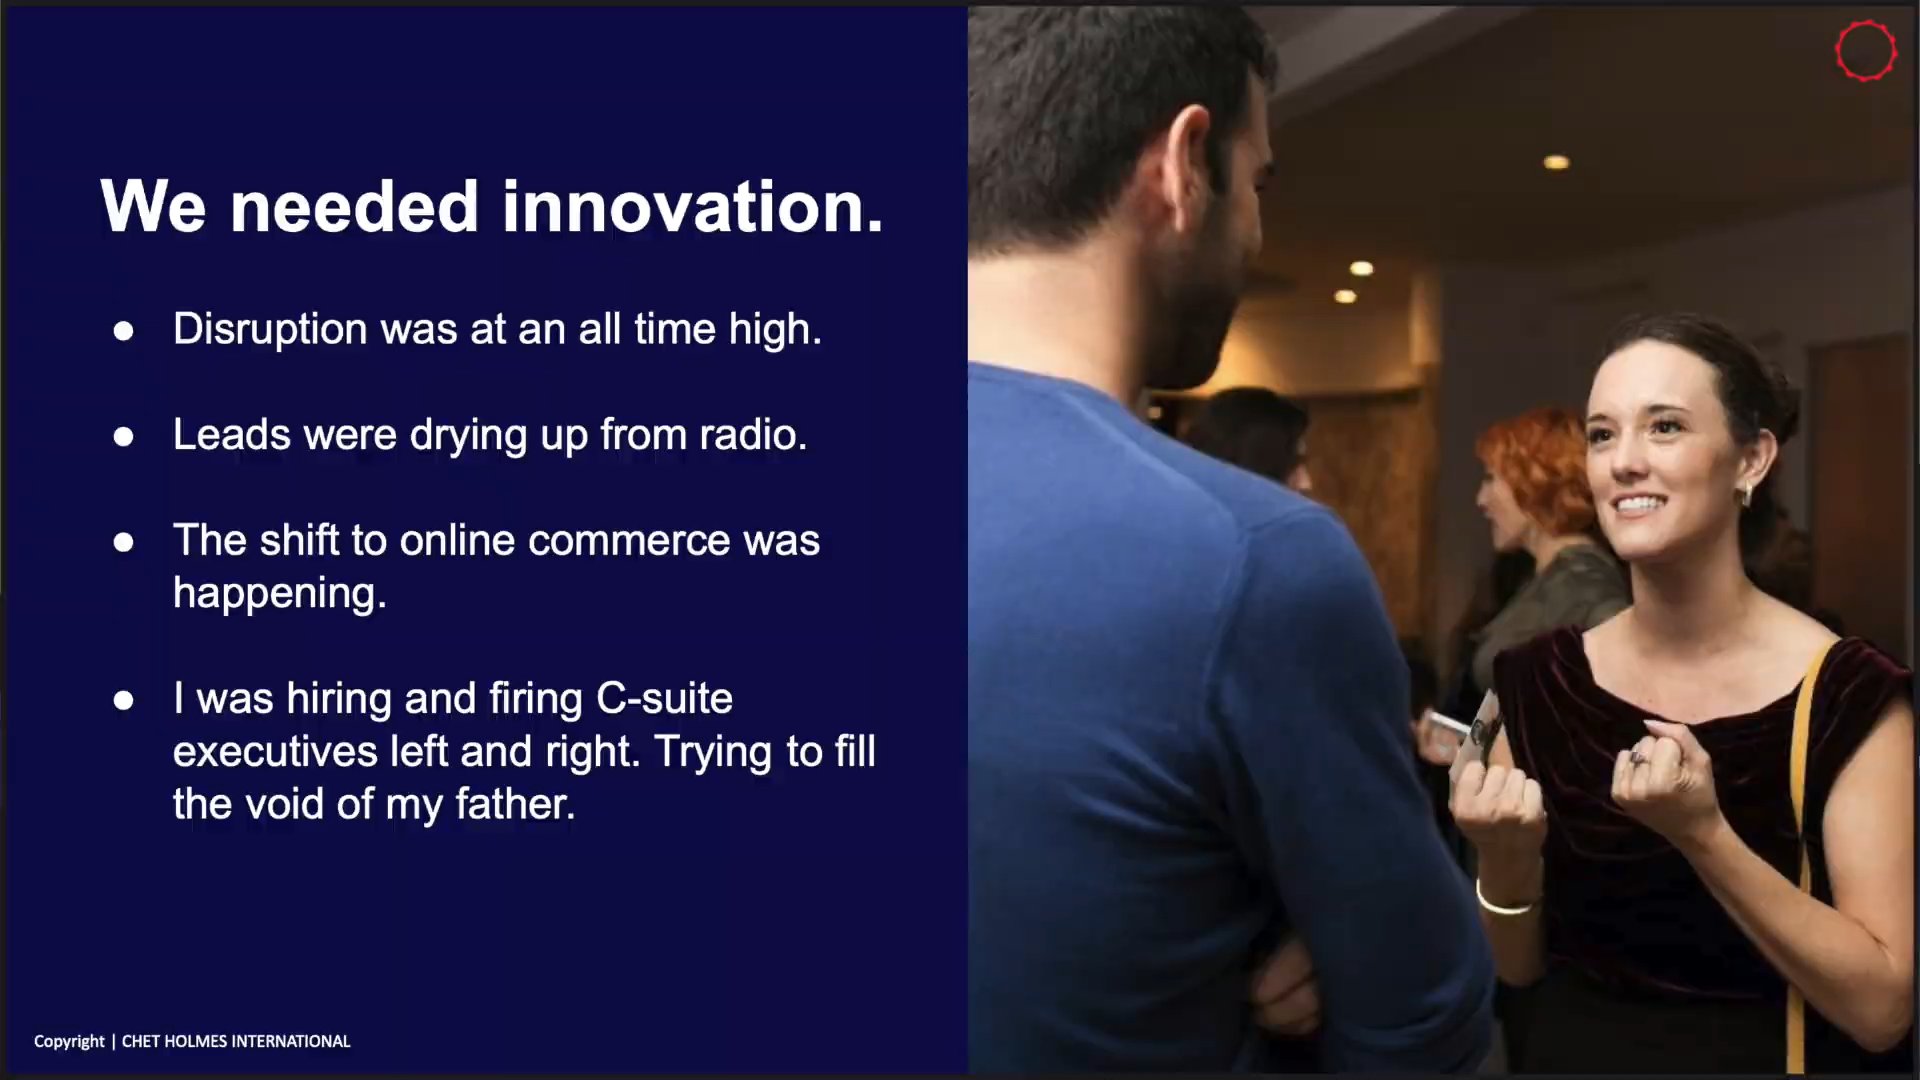 We needed innovation.
● Disruption was at an all time high.
● Leads were drying up from radio.
● The shift to online commerce was
happening.
● I was hiring and firing C-suite
executives left and right. Trying to fill
the void of my father.
Copyright | CHET HOLMES INTERNATIONAL